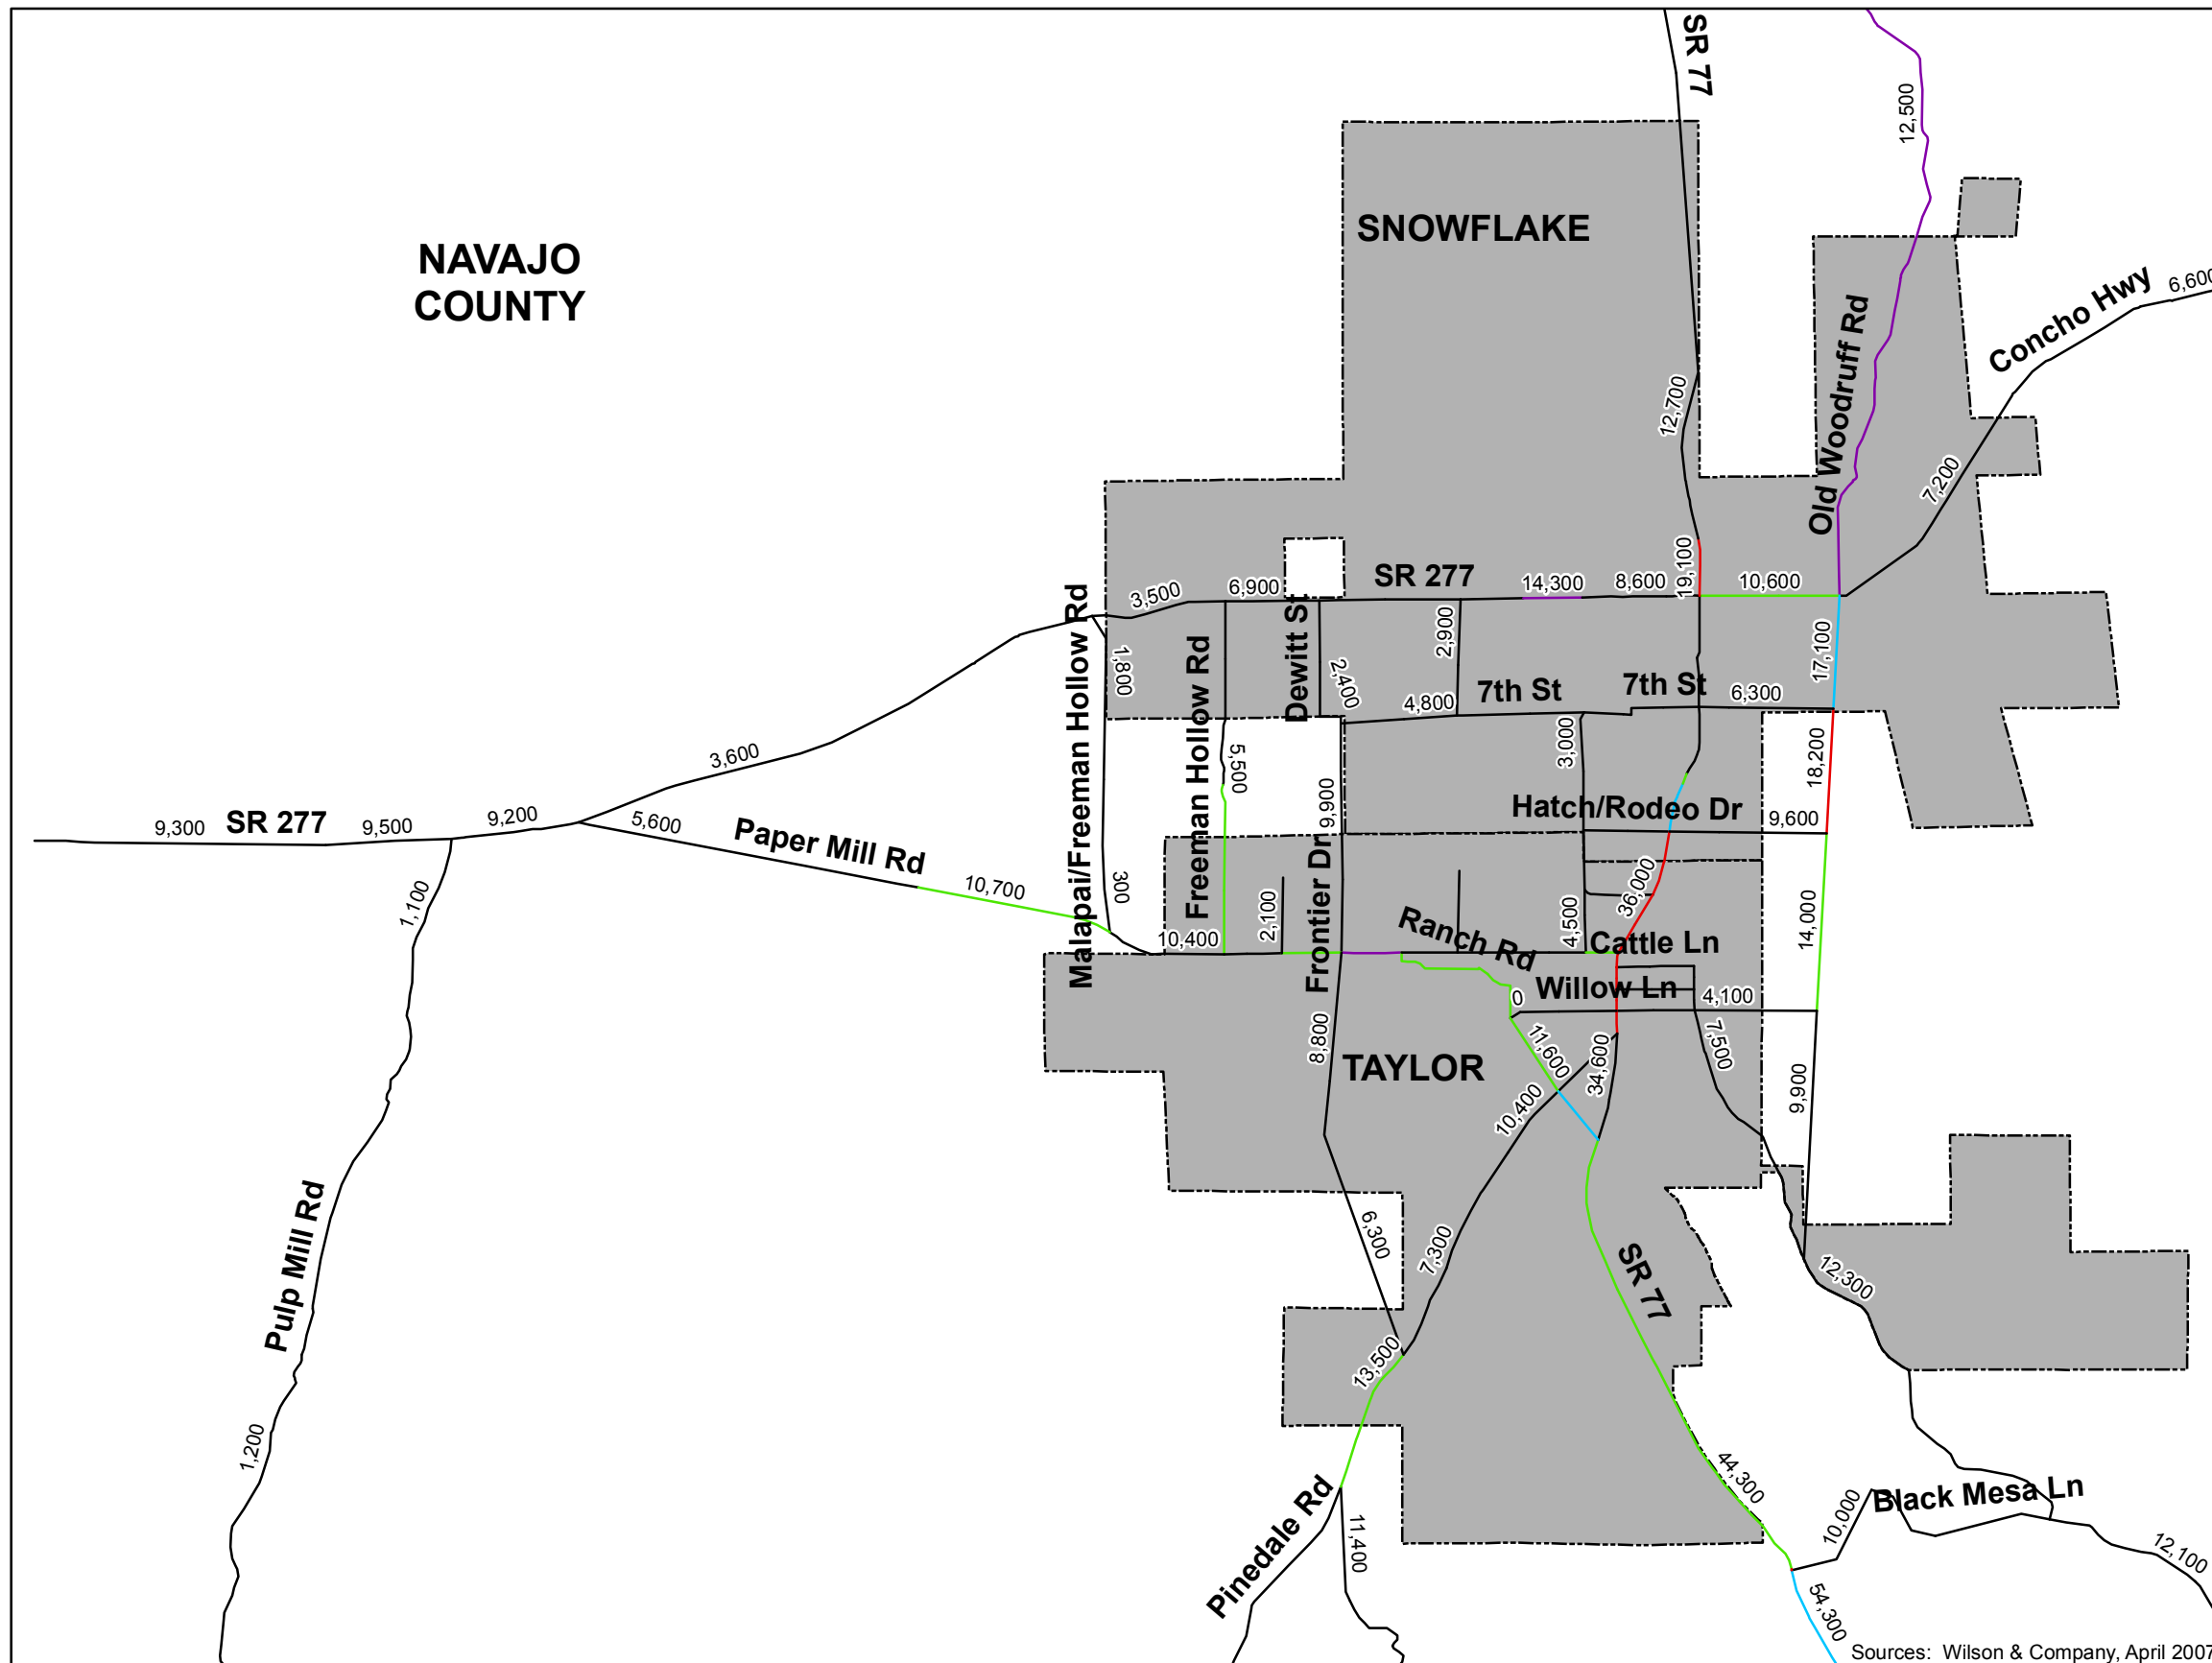 SR 77
12,500
SNOWFLAKE
NAVAJO
COUNTY
6,600
Concho Hwy
Old Woodruff Rd
12,700
7,200
19,100
SR 277
14,300
8,600
10,600
6,900
3,500
Malapai/Freeman Hollow Rd
1,800
Freeman Hollow Rd
Dewitt St
2,400
2,900
17,100
7th St
7th St
6,300
4,800
3,000
18,200
3,600
5,500
9,900
Hatch/Rodeo Dr
9,600
9,300
SR 277
9,500
9,200
5,600
Paper Mill Rd
10,700
300
1,100
10,400
2,100
Frontier Dr
Ranch Rd
4,500
36,000
Cattle Ln
14,000
0
Willow Ln
4,100
8,800
TAYLOR
11,600
34,600
7,500
10,400
9,900
6,300
7,300
SR 77
12,300
Pulp Mill Rd
13,500
1,200
44,300
Pinedale Rd
11,400
10,000
Black Mesa Ln
12,100
54,300
Sources: Wilson & Company, April 2007